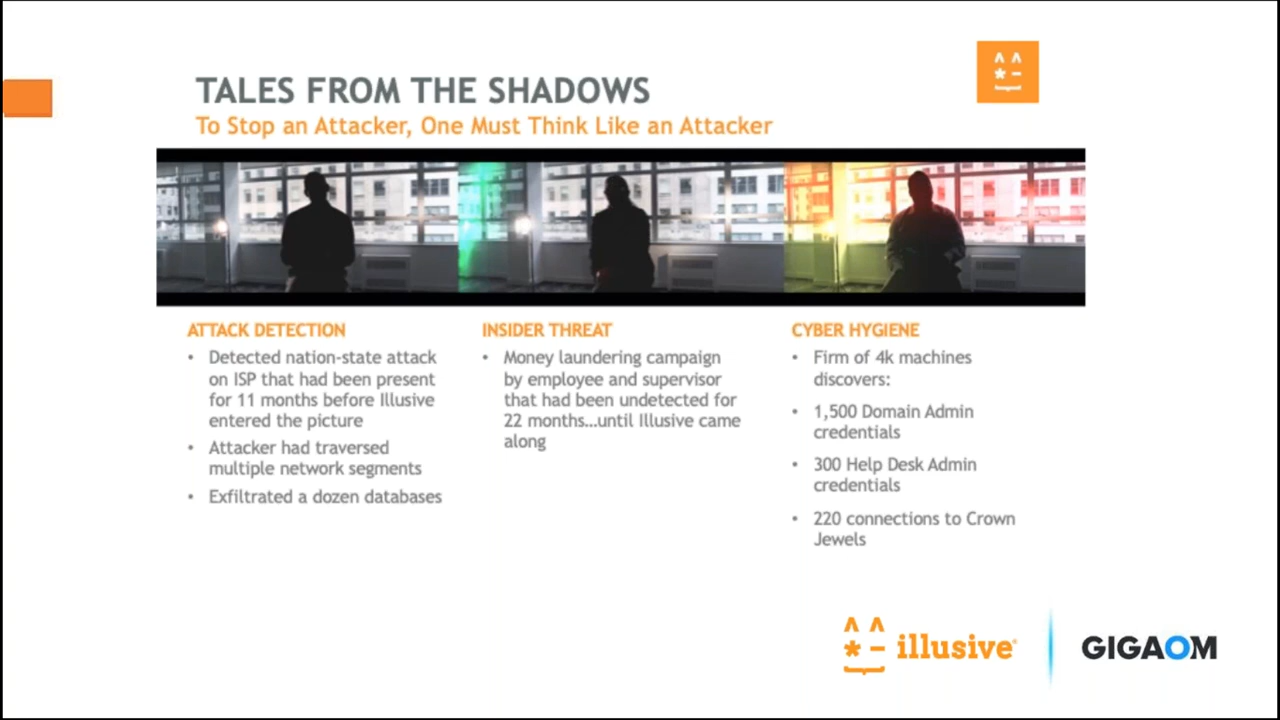 TALES FROM THE SHADOWS
To Stop an Attacker, One Must Think Like an Attacker
ATTACK DETECTION
• Detected nation-state attack
on ISP that had been present
for 11 months before Illusive
entered the picture
• Attacker had traversed
multiple network segments
• Exfiltrated a dozen databases
INSIDER THREAT
• Money laundering campaign
by employee and supervisor
that had been undetected for
22 months...until Illusive came
along
CYBER HYGIENE
• Firm of 4k machines
discovers:
• 1,500 Domain Admin
credentials
• 300 Help Desk Admin
credentials
• 220 connections to Crown
Jewels
illusive
GIGAOM